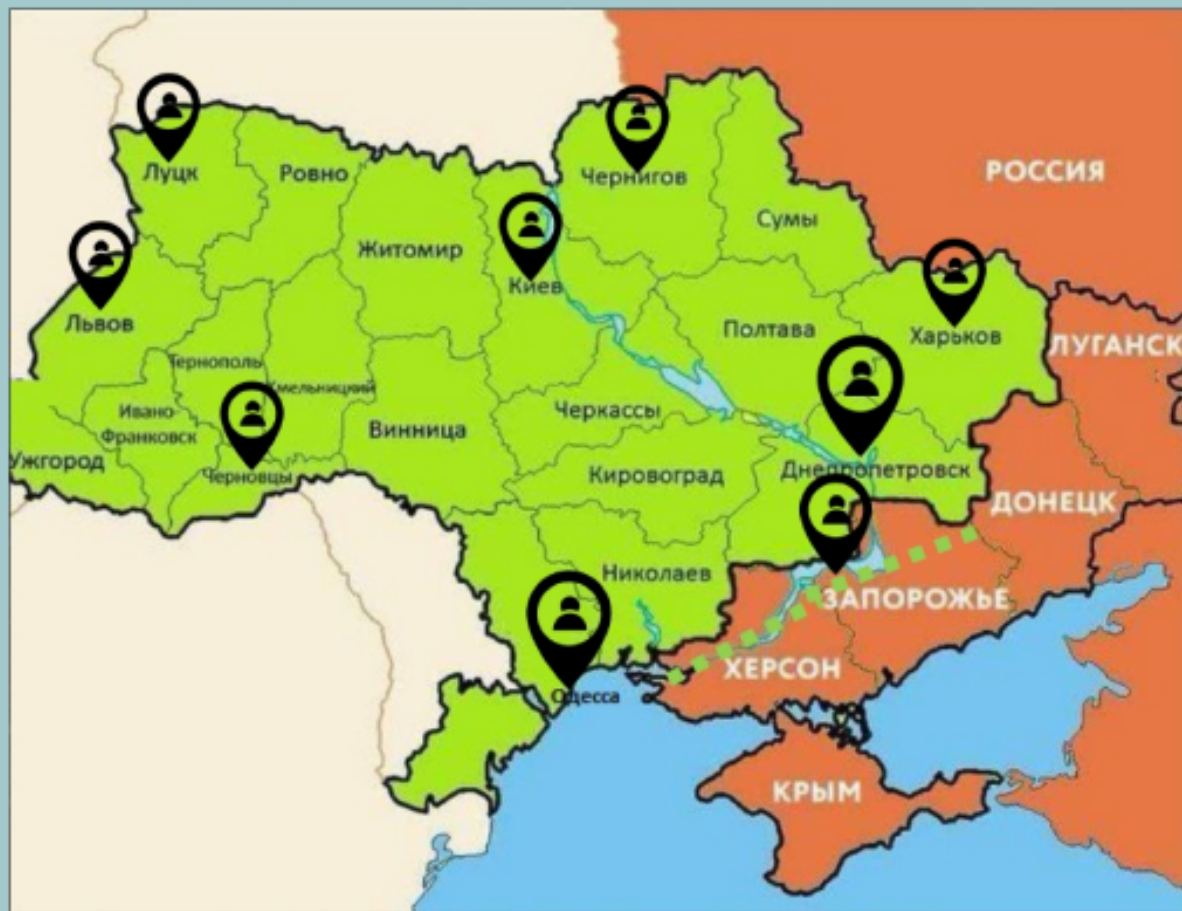 Луцк
Ровно
Чернигов
РОССИЯ
Сумы
Житомир
Киев
Львов
Полтава
Харьков
ЛУГАНСК
Тернополь
Хмельницкий
Ивано-
Франковск
Черкассы
Винница
Ужгород
Черновцы
Кировоград
Днепропетровск
ДОНЕЦК
Николаев
ЗАПОРОЖЬЕ
ХЕРСОН
Одесса
КРЫМ